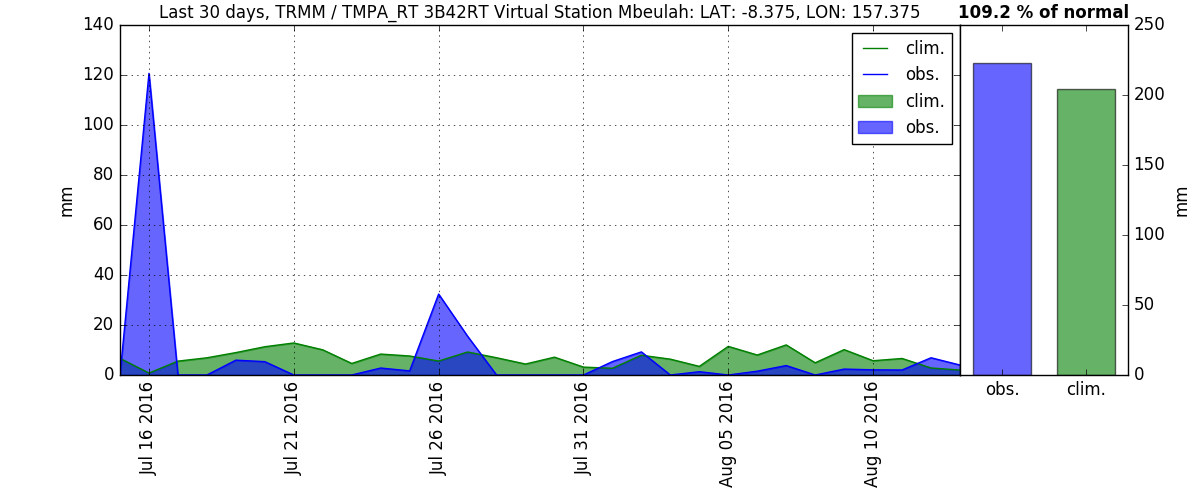 Last 30 days, TRMM / TMPA_RT 3B42RT Virtual Station Mbeulah: LAT: -8.375, LON: 157.375
109.2 % of normal
140
120
100
80
60
40
20
0
mm
Jul 16 2016
Jul 21 2016
Jul 26 2016
Jul 31 2016
Aug 05 2016
Aug 10 2016
clim.
obs.
clim.
obs.
250
200
150
100
50
0
mm
obs.
clim.